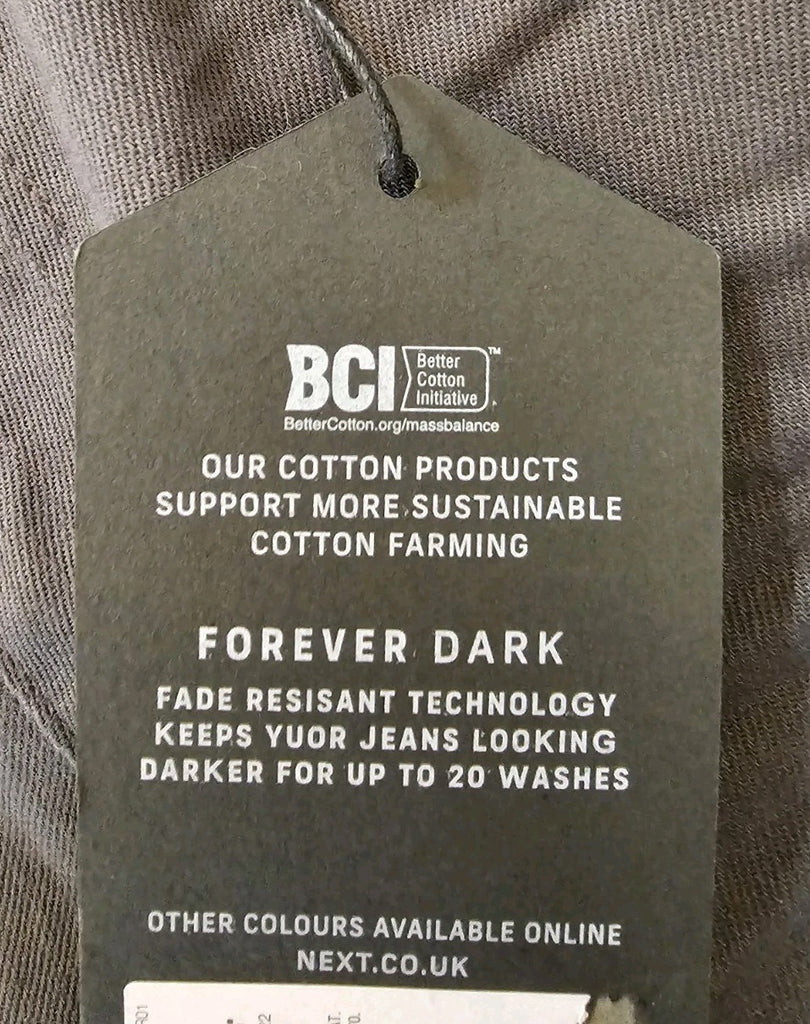 BCI Better Cotton Initiative™
BetterCotton.org/massbalance
OUR COTTON PRODUCTS
SUPPORT MORE SUSTAINABLE
COTTON FARMING
FOREVER DARK
FADE RESISANT TECHNOLOGY
KEEPS YUOR JEANS LOOKING
DARKER FOR UP TO 20 WASHES
OTHER COLOURS AVAILABLE ONLINE
NEXT.CO.UK